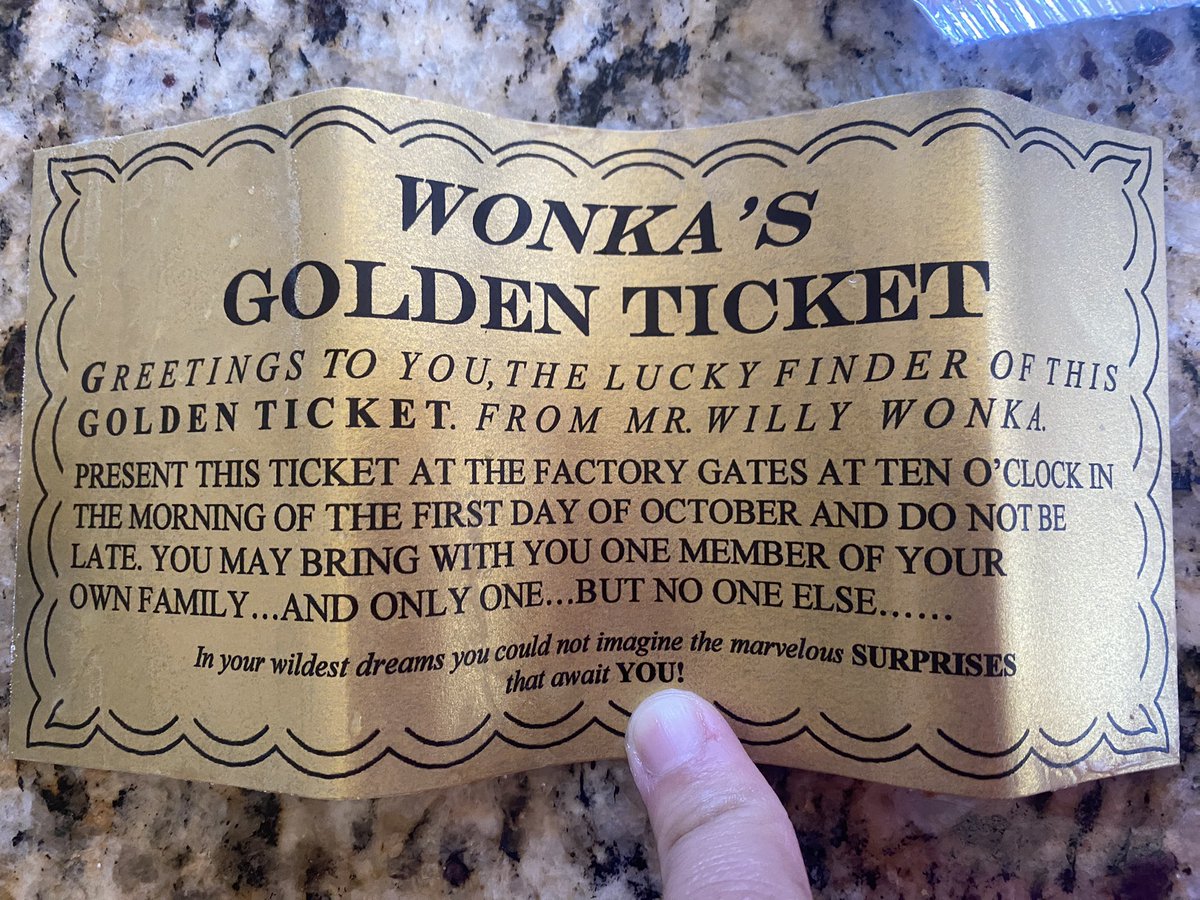 WONKA'S
GOLDEN TICKET
GREETINGS TO YOU, THE LUCKY FINDER OF THIS
GOLDEN TICKET. FROM MR. WILLY WONKA.
PRESENT THIS TICKET AT THE FACTORY GATES AT TEN O'CLOCK IN
THE MORNING OF THE FIRST DAY OF OCTOBER AND DO NOT BE
LATE. YOU MAY BRING WITH YOU ONE MEMBER OF YOUR
OWN FAMILY...AND ONLY ONE...BUT NO ONE ELSE......
In your wildest dreams you could not imagine the marvelous SURPRISES
that await YOU!